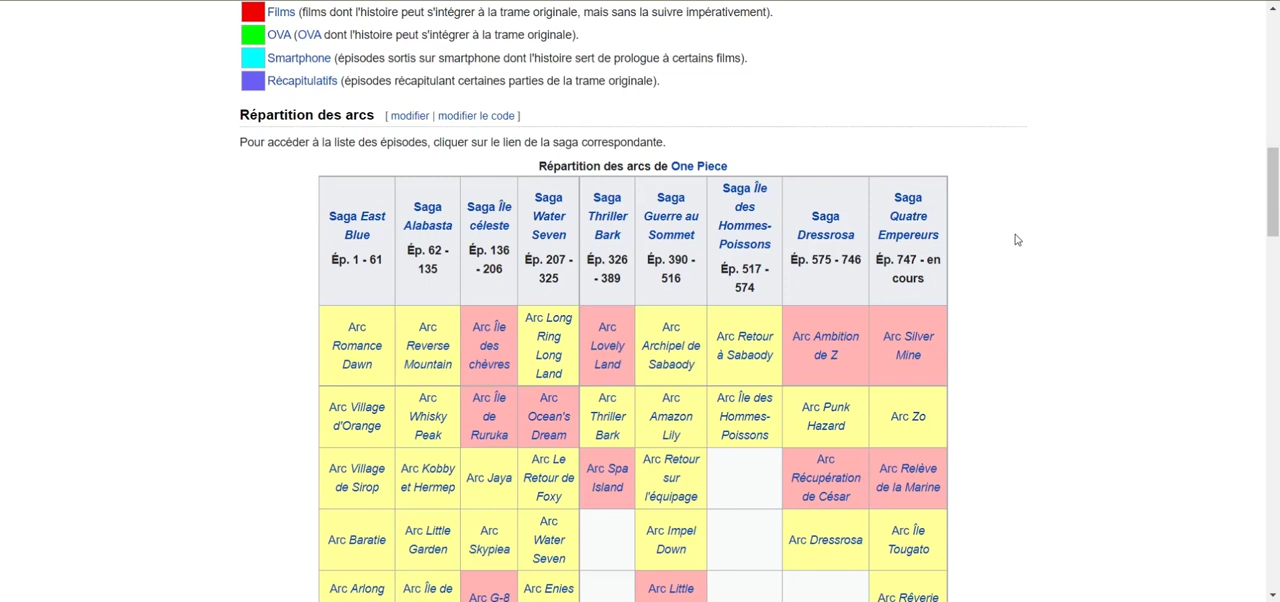 Films (films dont l'histoire peut s'intégrer à la trame originale, mais sans la suivre impérativement).
OVA (OVA dont l'histoire peut s'intégrer à la trame originale).
Smartphone (épisodes sortis sur smartphone dont l'histoire sert de prologue à certains films).
Récapitulatifs (épisodes récapitulant certaines parties de la trame originale).
Répartition des arcs [ modifier | modifier le code ]
Pour accéder à la liste des épisodes, cliquer sur le lien de la saga correspondante.
Répartition des arcs de One Piece
Saga East
Blue
Ép. 1 - 61
Saga
Alabasta
Ép. 62 -
135
Saga Île
céleste
Ép. 136
- 206
Saga
Water
Seven
Ép. 207 -
325
Saga
Thriller
Bark
Ép. 326
- 389
Saga
Guerre au
Sommet
Ép. 390 -
516
Saga Île
des
Hommes-
Poissons
Ép. 517 -
574
Saga
Dressrosa
Ép. 575 - 746
Saga
Quatre
Empereurs
Ép. 747 - en
cours
Arc
Romance
Dawn
Arc
Reverse
Mountain
Arc Île
des
chèvres
Arc Long
Ring
Long
Land
Arc
Lovely
Land
Arc
Archipel de
Sabaody
Arc Retour
à Sabaody
Arc Ambition
de Z
Arc Silver
Mine
Arc Village
d'Orange
Arc
Whisky
Peak
Arc Île
de
Ruruka
Arc
Ocean's
Dream
Arc
Thriller
Bark
Arc
Amazon
Lily
Arc Île des
Hommes-
Poissons
Arc Punk
Hazard
Arc Zo
Arc Village
de Sirop
Arc Kobby
et Hermep
Arc Jaya
Arc Le
Retour de
Foxy
Arc Spa
Island
Arc Retour
sur
l'équipage
Arc
Récupération
de César
Arc Relève
de la Marine
Arc Baratie
Arc Little
Garden
Arc
Skypiea
Arc
Water
Seven
Arc Impel
Down
Arc Dressrosa
Arc Île
Tougato
Arc Arlong
Arc Île de
Arc G-8
Arc Enies
Arc Little
Arc Rêverie